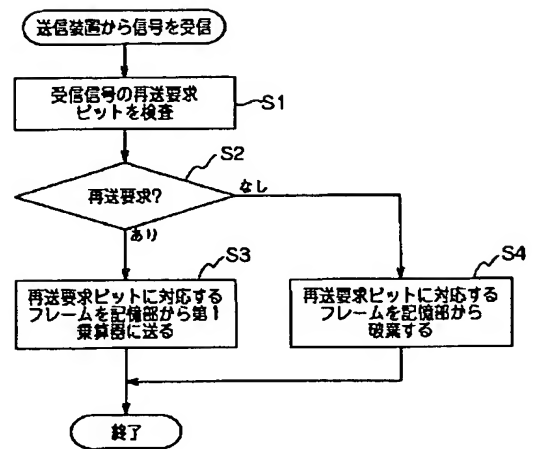 送信装置から信号を受信
受信信号の再送要求
ビットを検査
S1
S2
再送要求?
なし
あり
S3
再送要求ビットに対応する
フレームを記憶部から第1
乗算器に送る
S4
再送要求ビットに対応する
フレームを記憶部から
破棄する
終了